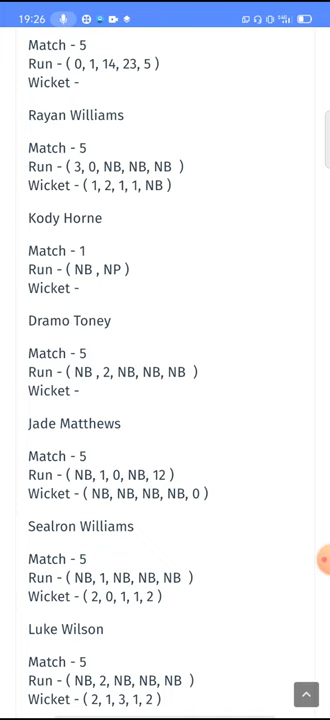 19:26
Match - 5
Run - ( 0, 1, 14, 23, 5 )
Wicket -
Rayan Williams
Match - 5
Run - ( 3, 0, NB, NB, NB )
Wicket - ( 1, 2, 1, 1, NB )
Kody Horne
Match - 1
Run - ( NB , NP )
Wicket -
Dramo Toney
Match - 5
Run - ( NB , 2, NB, NB, NB )
Wicket -
Jade Matthews
Match - 5
Run - ( NB, 1, 0, NB, 12 )
Wicket - ( NB, NB, NB, NB, 0 )
Sealron Williams
Match - 5
Run - ( NB, 1, NB, NB, NB )
Wicket - ( 2, 0, 1, 1, 2 )
Luke Wilson
Match - 5
Run - ( NB, 2, NB, NB, NB )
Wicket - ( 2, 1, 3, 1, 2 )